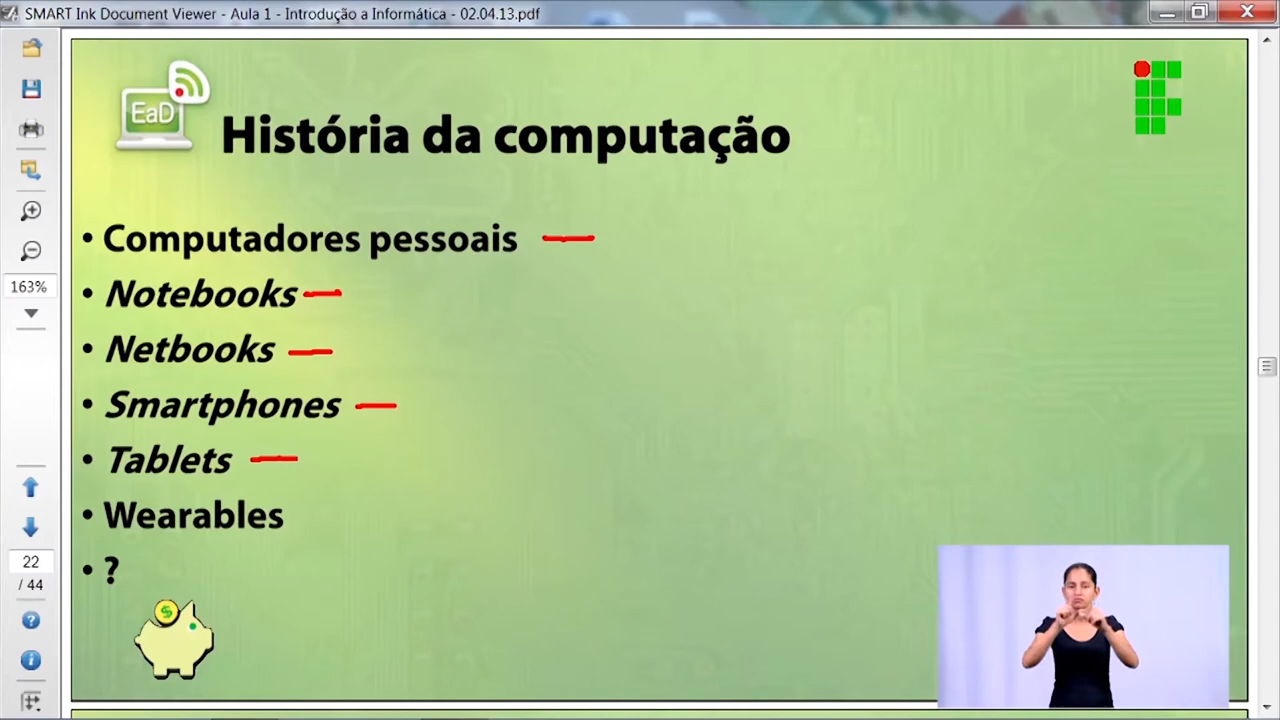 SMART Ink Document Viewer - Aula 1 - Introdução a Informática - 02.04.13.pdf
EaD
História da computação
• Computadores pessoais
• Notebooks
163%
• Netbooks
• Smartphones
• Tablets
• Wearables
• ?
22
/ 44
$